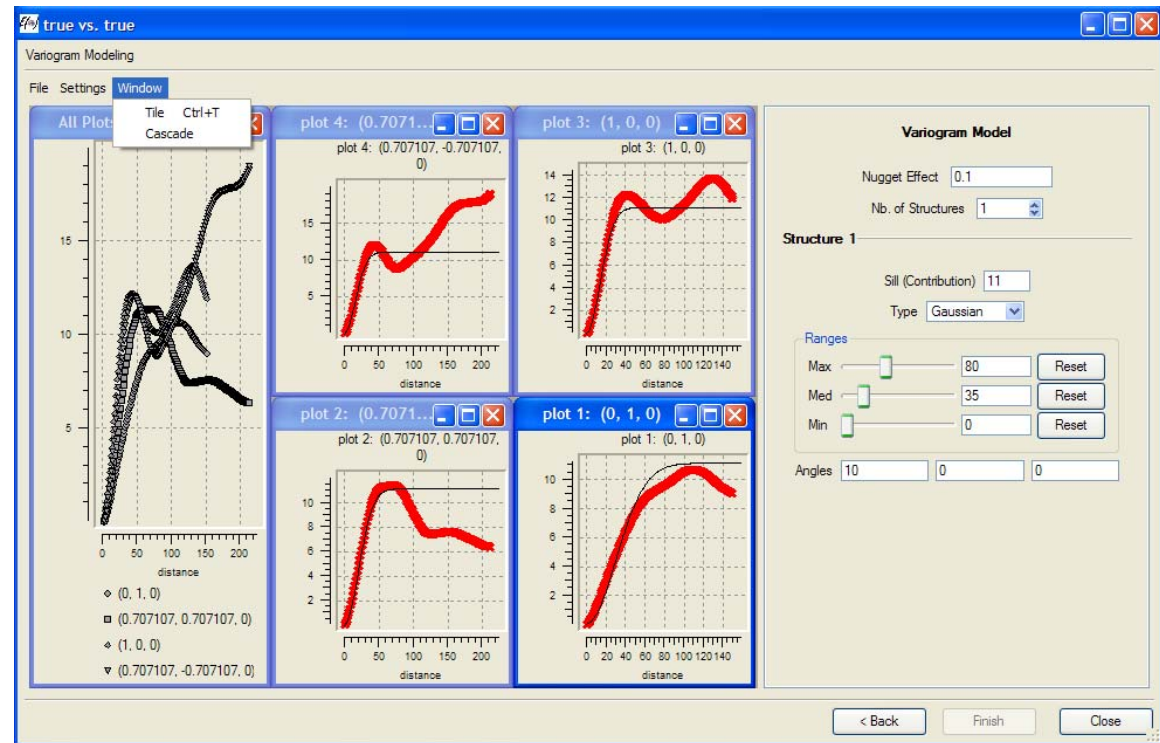 true vs. true
Variogram Modeling
File Settings Window
Tile Ctrl+T
Cascade
All Plots
15
10
5
0 50 100 150 200
distance
(0, 1, 0)
(0.707107, 0.707107, 0)
(1, 0, 0)
(0.707107, -0.707107, 0)
plot 4: (0.7071...
plot 4: (0.707107, -0.707107,
0)
15
10
5
0 50 100 150 200
distance
plot 3: (1, 0, 0)
plot 3: (1, 0, 0)
14
12
10
8
6
4
2
0 20 40 60 80 100 120 140
distance
plot 2: (0.7071...
plot 2: (0.707107, 0.707107,
0)
10
8
6
4
2
0 50 100 150 200
distance
plot 1: (0, 1, 0)
plot 1: (0, 1, 0)
10
8
6
4
2
0 20 40 60 80 100 120 140
distance
Variogram Model
Nugget Effect 0.1
Nb. of Structures 1
Structure 1
Sill (Contribution) 11
Type Gaussian
Ranges
Max 80 Reset
Med 35 Reset
Min 0 Reset
Angles 10 0 0
< Back Finish Close